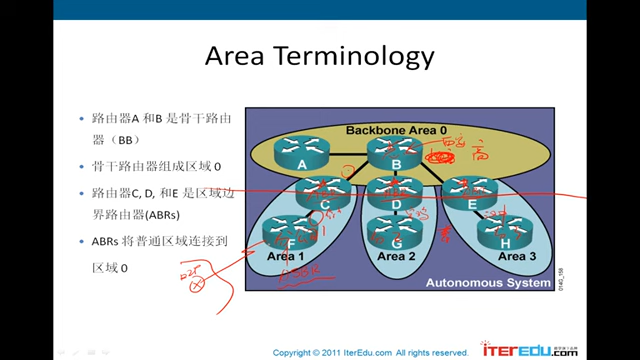 Area Terminology
• 路由器A 和B 是骨干路由
器（BB）
• 骨干路由器组成区域 0
• 路由器C, D, 和E 是区域边
界路由器(ABRs)
• ABRs 将普通区域连接到
区域 0
Backbone Area 0
A
B
C
D
E
F
G
H
Area 1
Area 2
Area 3
ASBR
Autonomous System
Copyright © 2011 IterEdu.com All rights reserved.
iTEREDU.com